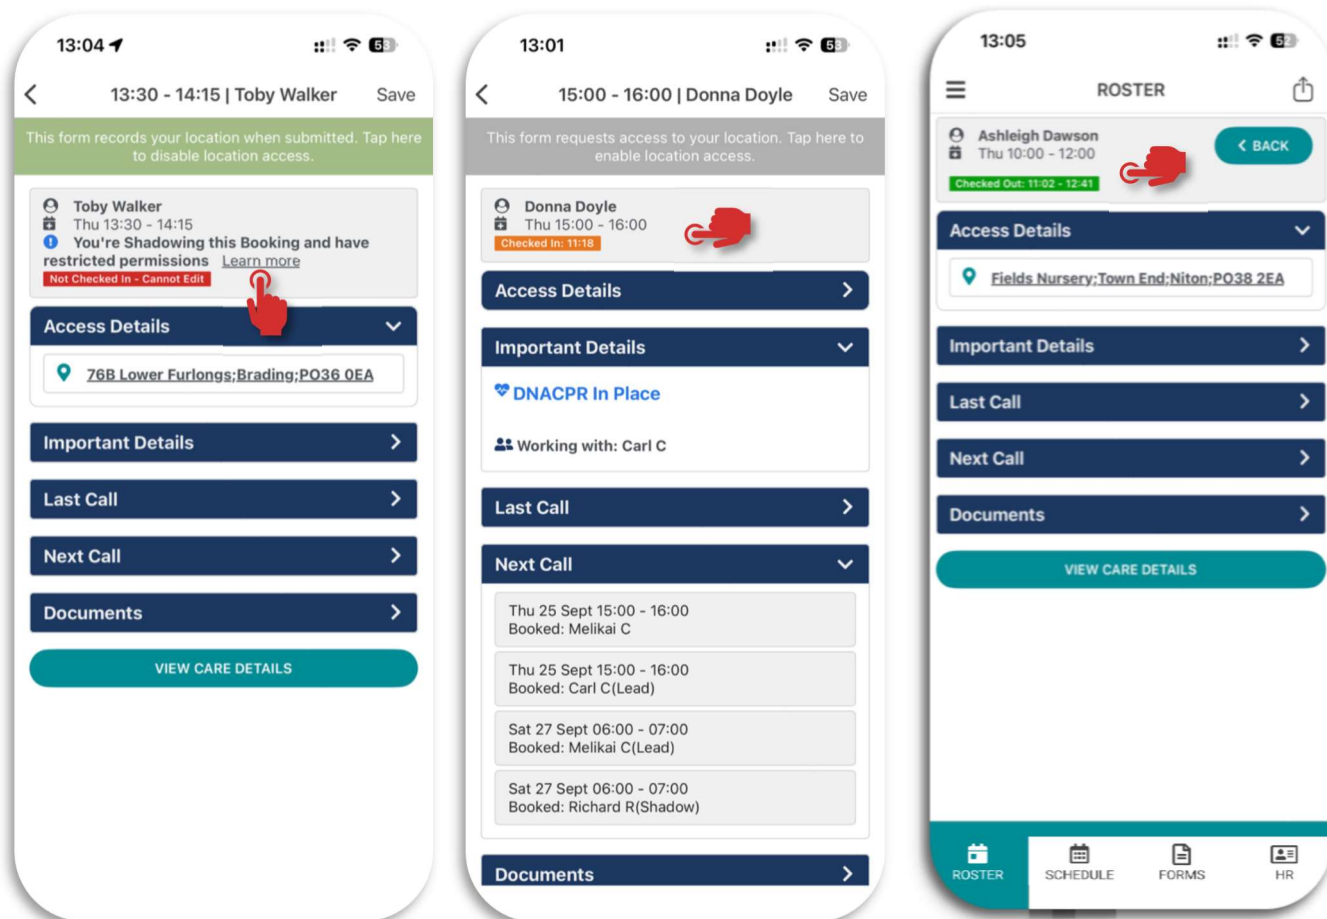 13:04
53
13:30 - 14:15 | Toby Walker
Save
This form records your location when submitted. Tap here
to disable location access.
Toby Walker
Thu 13:30 - 14:15
You're Shadowing this Booking and have
restricted permissions Learn more
Not Checked In - Cannot Edit
Access Details
76B Lower Furlongs;Brading;PO36 0EA
Important Details
Last Call
Next Call
Documents
VIEW CARE DETAILS
13:01
53
15:00 - 16:00 | Donna Doyle
Save
This form requests access to your location. Tap here to
enable location access.
Donna Doyle
Thu 15:00 - 16:00
Checked In: 11:18
Access Details
Important Details
DNACPR In Place
Working with: Carl C
Last Call
Next Call
Thu 25 Sept 15:00 - 16:00
Booked: Melikai C
Thu 25 Sept 15:00 - 16:00
Booked: Carl C(Lead)
Sat 27 Sept 06:00 - 07:00
Booked: Melikai C(Lead)
Sat 27 Sept 06:00 - 07:00
Booked: Richard R(Shadow)
Documents
13:05
52
ROSTER
Ashleigh Dawson
Thu 10:00 - 12:00
BACK
Checked Out: 11:02 - 12:41
Access Details
Fields Nursery;Town End;Niton;PO38 2EA
Important Details
Last Call
Next Call
Documents
VIEW CARE DETAILS
ROSTER
SCHEDULE
FORMS
HR